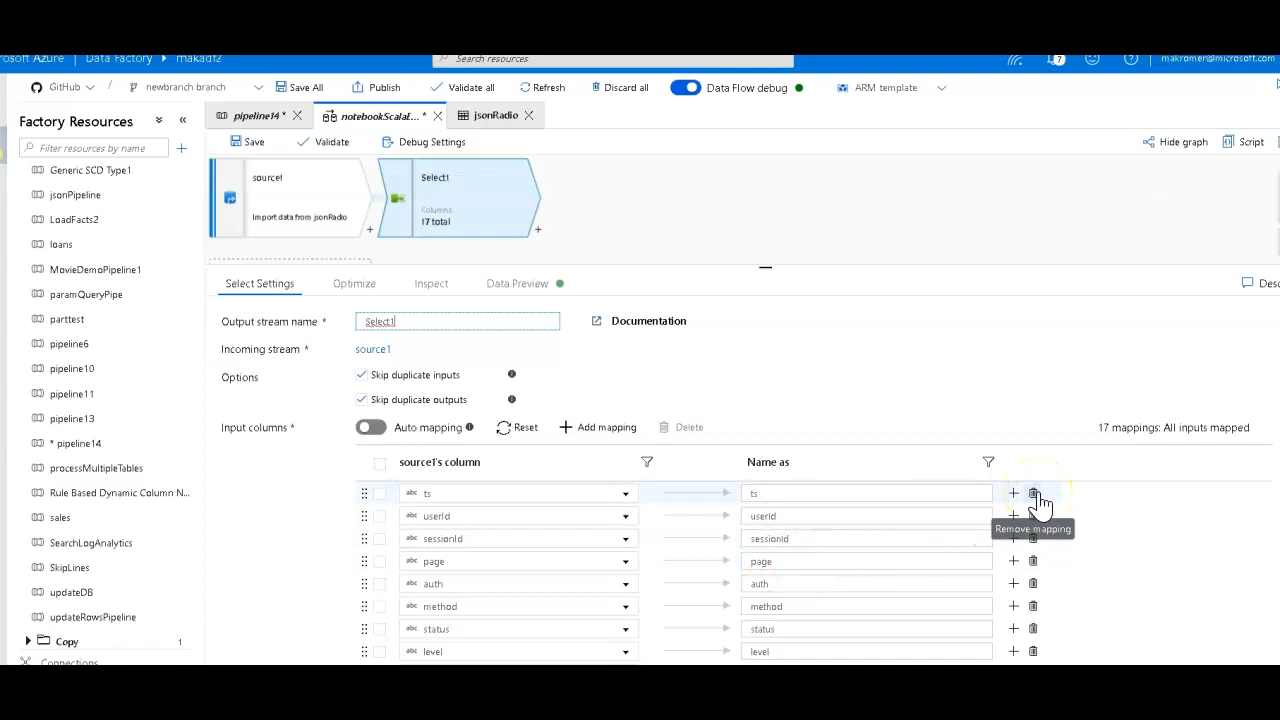 rosoft Azure Data Factory makadf2 Search resources 7 makromer@microsoft.com
GitHub / newbranch branch Save All Publish Validate all Refresh Discard all Data Flow debug ARM template
Factory Resources
Filter resources by name
Generic SCD Type1
jsonPipeline
LoadFacts2
loans
MovieDemoPipeline1
paramQueryPipe
parttest
pipeline6
pipeline10
pipeline11
pipeline13
* pipeline14
processMultipleTables
Rule Based Dynamic Column N...
sales
SearchLogAnalytics
SkipLines
updateDB
updateRowsPipeline
Copy 1
Connections
pipeline14 * notebookScalaE... * jsonRadio
Save Validate Debug Settings Hide graph Script
source1
Import data from jsonRadio
+
Select1
Columns
17 total
+
Select Settings Optimize Inspect Data Preview Desc
Output stream name * Select1 Documentation
Incoming stream * source1
Options Skip duplicate inputs
Skip duplicate outputs
Input columns * Auto mapping Reset Add mapping Delete 17 mappings: All inputs mapped
source1's column Name as
abc ts ts
abc userId userId
Remove mapping
abc sessionId sessionId
abc page page
abc auth auth
abc method method
abc status status
abc level level